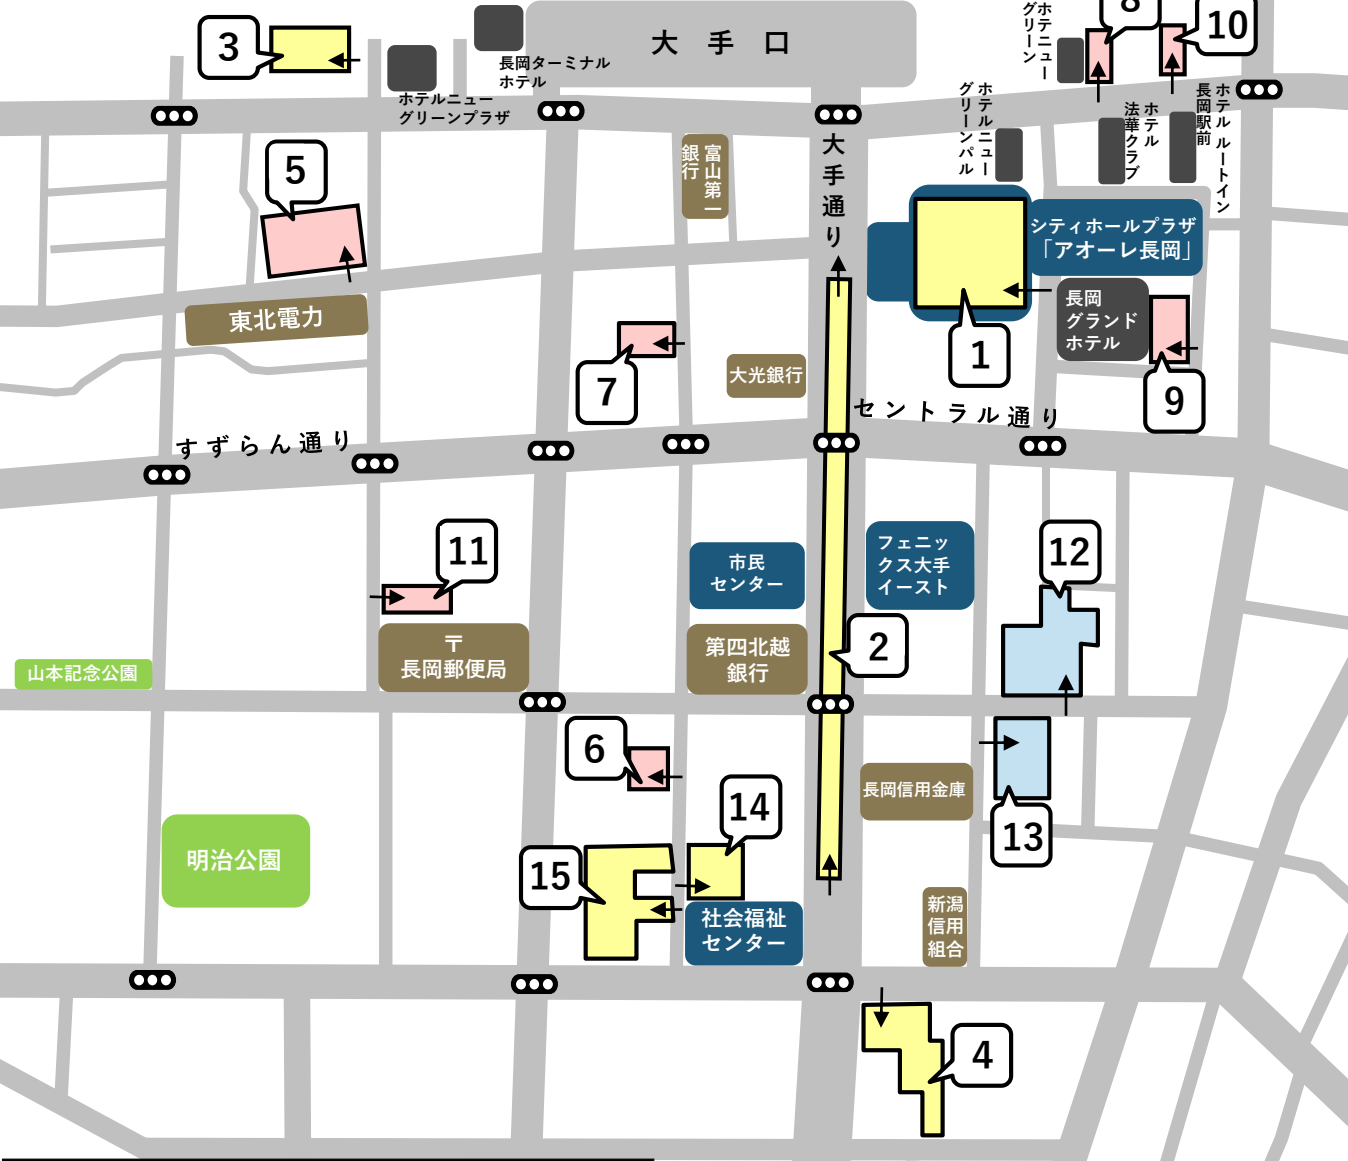 3
大手口
長岡ターミナル
ホテル
ホテルニュー
グリーンプラザ
ホテニュー
グリーン
8
10
ホテルニュー
グリーンパル
ホテル
法華クラブ
ホテル ルートイン
長岡駅前
5
富山第一
銀行
大手通り
シティホールプラザ
「アオーレ長岡」
東北電力
長岡
グランド
ホテル
1
7
大光銀行
9
すずらん通り
セントラル通り
11
市民
センター
フェニッ
クス大手
イースト
12
〒
長岡郵便局
第四北越
銀行
2
山本記念公園
6
14
長岡信用金庫
13
明治公園
15
社会福祉
センター
新潟
信用
組合
4